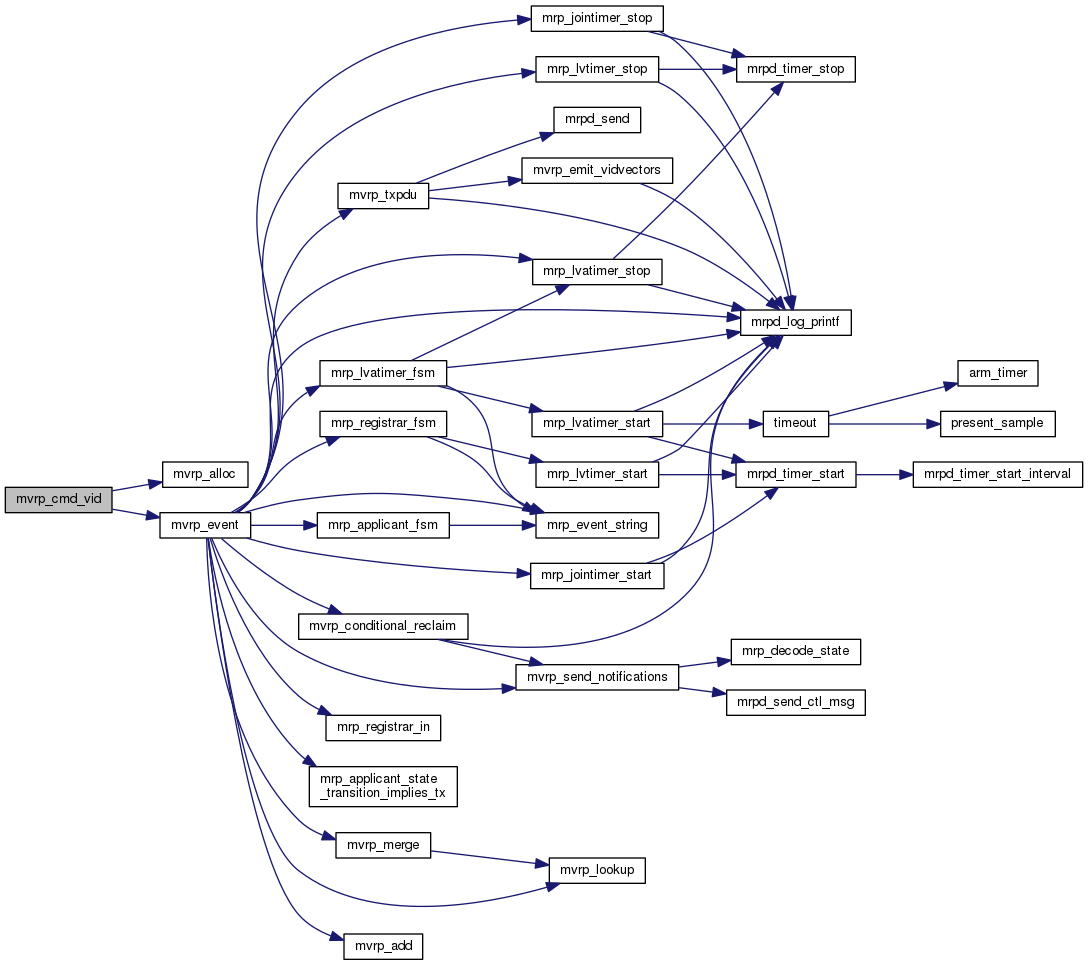 mrp_jointimer_stop
mrp_lvtimer_stop
mrpd_timer_stop
mrpd_send
mvrp_emit_vidvectors
mvrp_txpdu
mrp_lvatimer_stop
mrpd_log_printf
mrp_lvatimer_fsm
arm_timer
mrp_registrar_fsm
mrp_lvatimer_start
timeout
present_sample
mvrp_alloc
mrp_lvtimer_start
mrpd_timer_start
mrpd_timer_start_interval
mvrp_cmd_vid
mvrp_event
mrp_applicant_fsm
mrp_event_string
mrp_jointimer_start
mvrp_conditional_reclaim
mrp_decode_state
mvrp_send_notifications
mrpd_send_ctl_msg
mrp_registrar_in
mrp_applicant_state
_transition_implies_tx
mvrp_merge
mvrp_lookup
mvrp_add